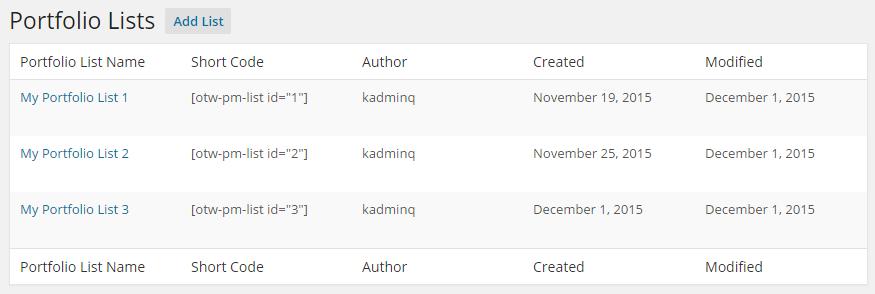 Portfolio Lists Add List
Portfolio List Name Short Code Author Created Modified
My Portfolio List 1 [otw-pm-list id="1"] kadminq November 19, 2015 December 1, 2015
My Portfolio List 2 [otw-pm-list id="2"] kadminq November 25, 2015 December 1, 2015
My Portfolio List 3 [otw-pm-list id="3"] kadminq December 1, 2015 December 1, 2015
Portfolio List Name Short Code Author Created Modified